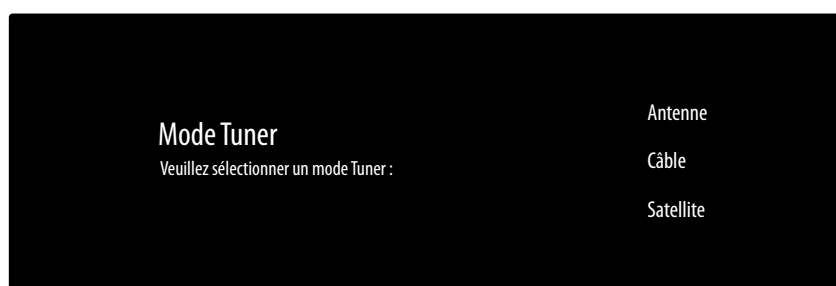 Mode Tuner
Veuillez sélectionner un mode Tuner :
Antenne
Câble
Satellite